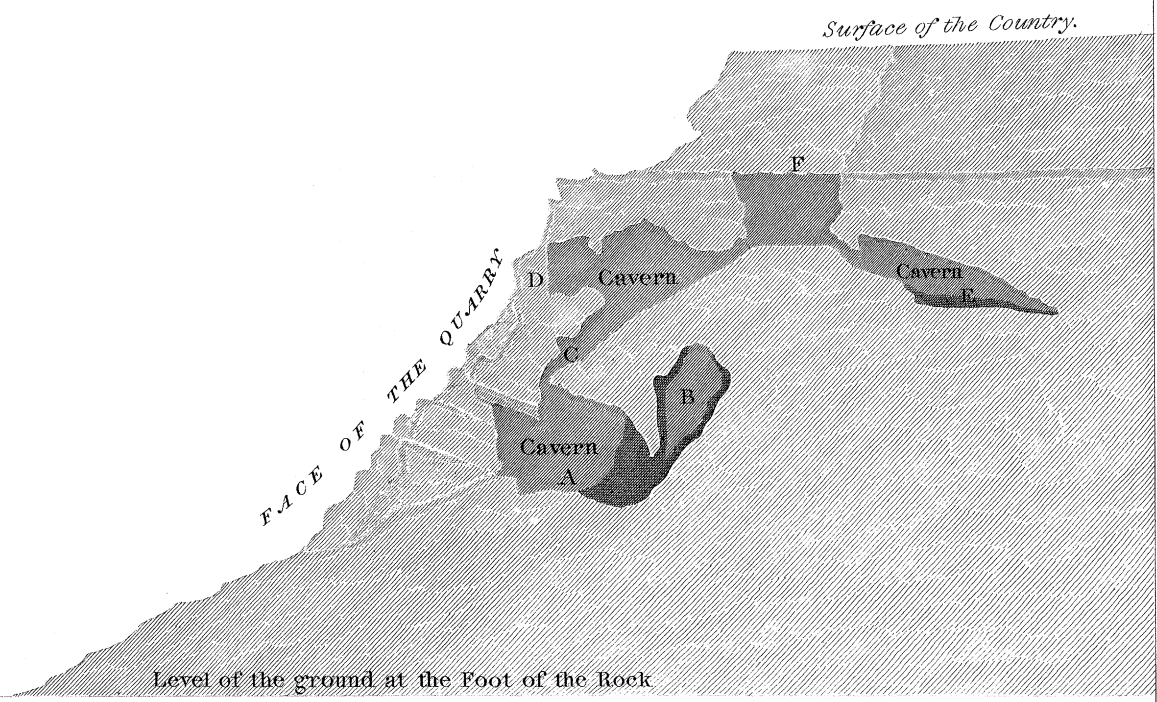 Surface of the Country.
F
Cavern
E
D
Cavern
C
B
Cavern
A
FACE OF THE QUARRY
Level of the ground at the Foot of the Rock